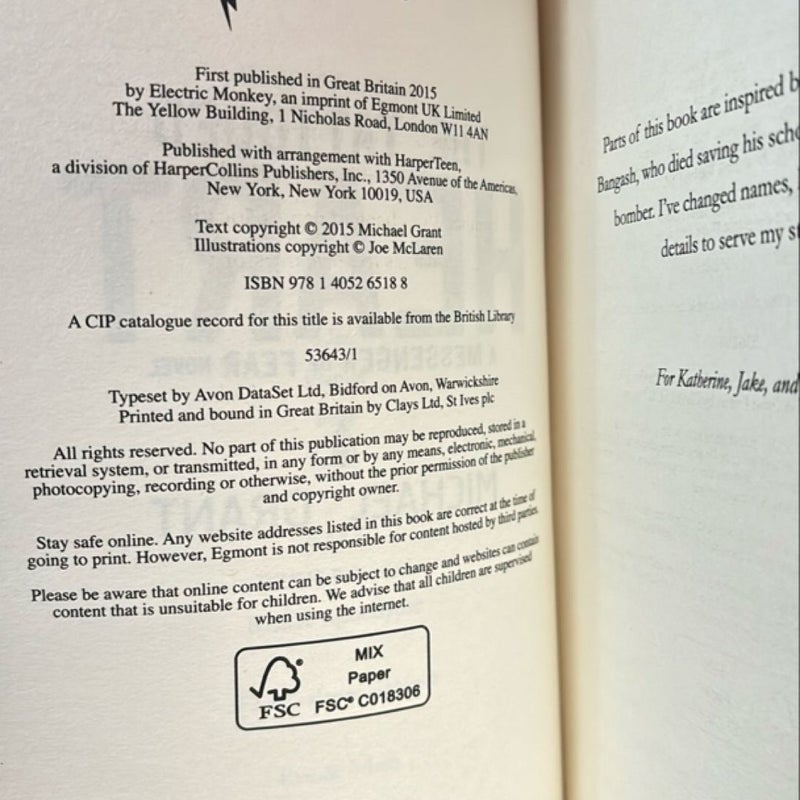 First published in Great Britain 2015
by Electric Monkey, an imprint of Egmont UK Limited
The Yellow Building, 1 Nicholas Road, London W11 4AN
Published with arrangement with HarperTeen,
a division of HarperCollins Publishers, Inc., 1350 Avenue of the Americas,
New York, New York 10019, USA
Text copyright © 2015 Michael Grant
Illustrations copyright © Joe McLaren
ISBN 978 1 4052 6518 8
A CIP catalogue record for this title is available from the British Library
53643/1
Typeset by Avon DataSet Ltd, Bidford on Avon, Warwickshire
Printed and bound in Great Britain by Clays Ltd, St Ives plc
All rights reserved. No part of this publication may be reproduced, stored in a
retrieval system, or transmitted, in any form or by any means, electronic, mechanical,
photocopying, recording or otherwise, without the prior permission of the publisher
and copyright owner.
Stay safe online. Any website addresses listed in this book are correct at the time of
going to print. However, Egmont is not responsible for content hosted by third parties.
Please be aware that online content can be subject to change and websites can contain
content that is unsuitable for children. We advise that all children are supervised
when using the internet.
FSC
MIX
Paper
FSC® C018306
Parts of this book are inspired
Bangash, who died saving his
bomber. I've changed names,
details to serve my
For Katherine, Jake, and